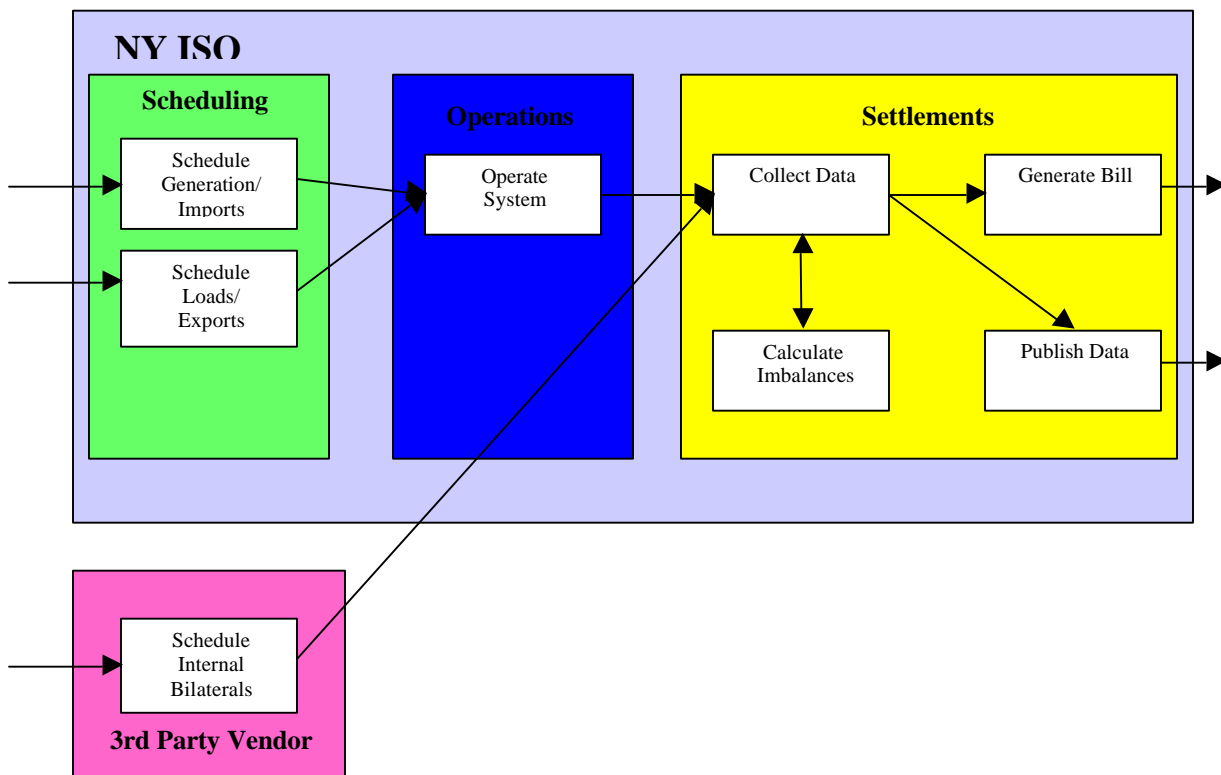 NY ISO
Scheduling
Schedule
Generation/
Imports
Schedule
Loads/
Exports
Operations
Operate
System
Settlements
Collect Data
Generate Bill
Calculate
Imbalances
Publish Data
Schedule
Internal
Bilaterals
3rd Party Vendor